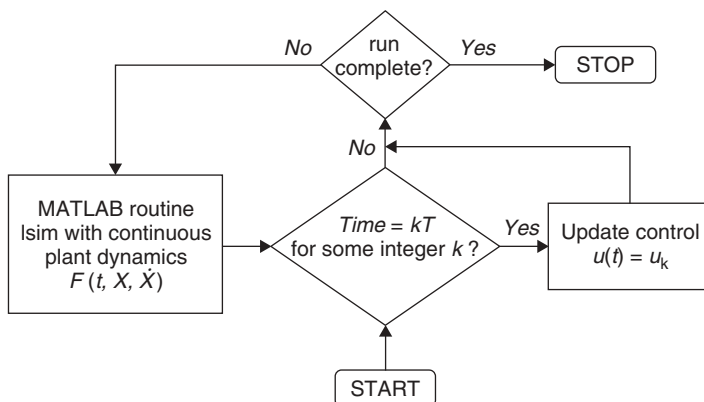 No
run
complete?
Yes
STOP
No
MATLAB routine
lsim with continuous
plant dynamics
F (t, X, Ẋ)
Time = kT
for some integer k ?
Yes
Update control
u(t) = uₖ
START